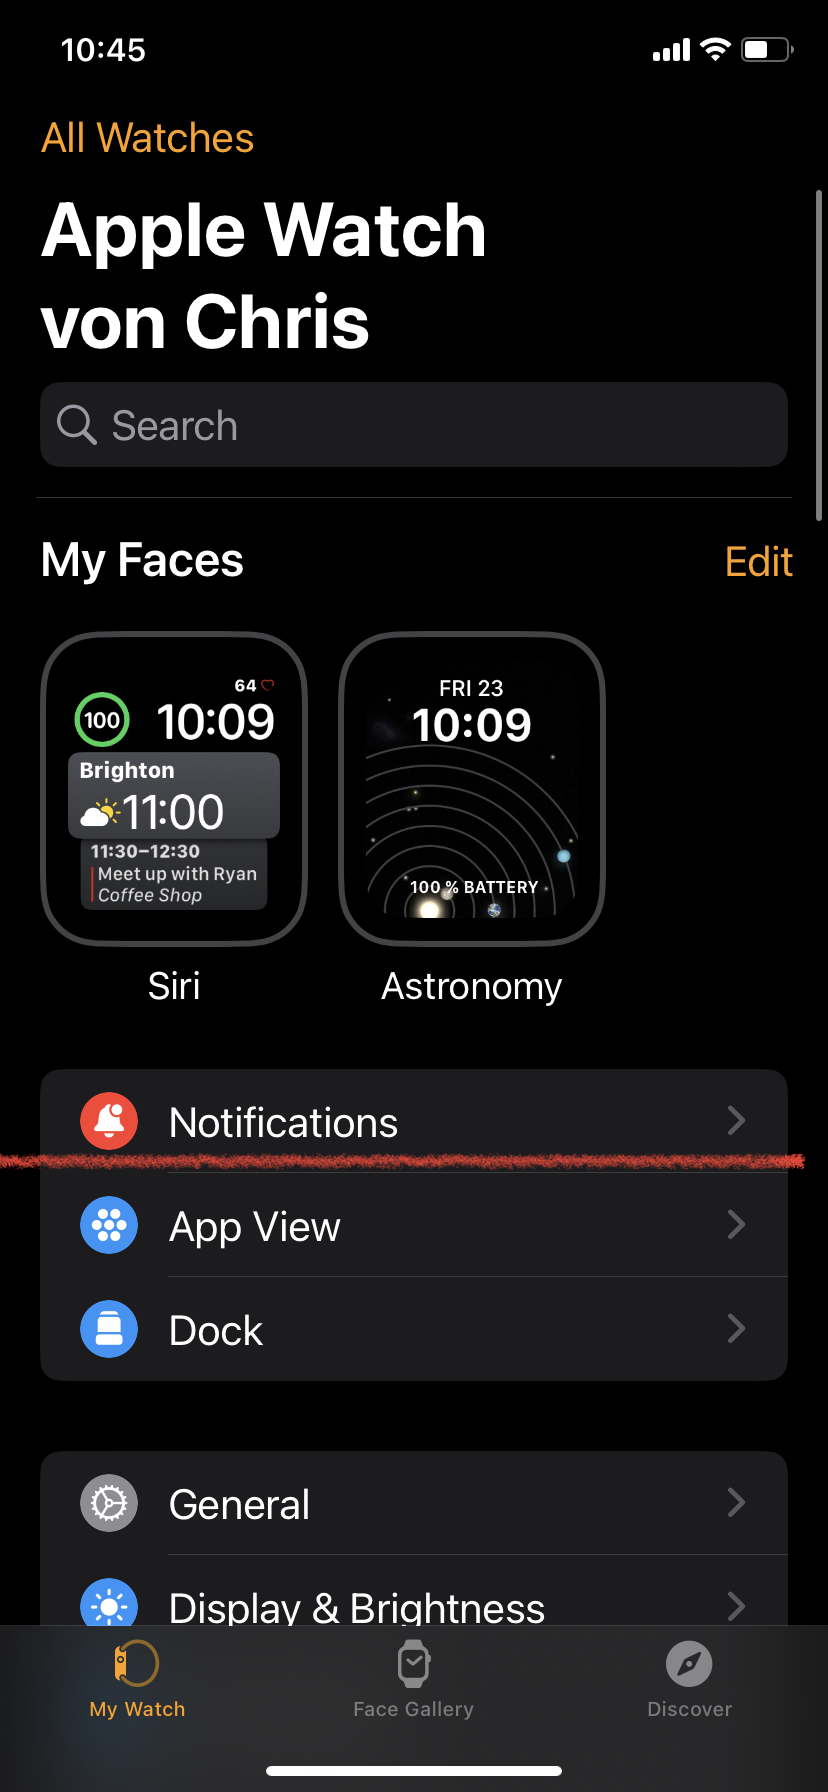 10:45
All Watches
Apple Watch
von Chris
Search
My Faces
Edit
64
100
10:09
Brighton
11:00
11:30–12:30
Meet up with Ryan
Coffee Shop
Siri
FRI 23
10:09
100 % BATTERY
Astronomy
Notifications
App View
Dock
General
Display & Brightness
My Watch
Face Gallery
Discover